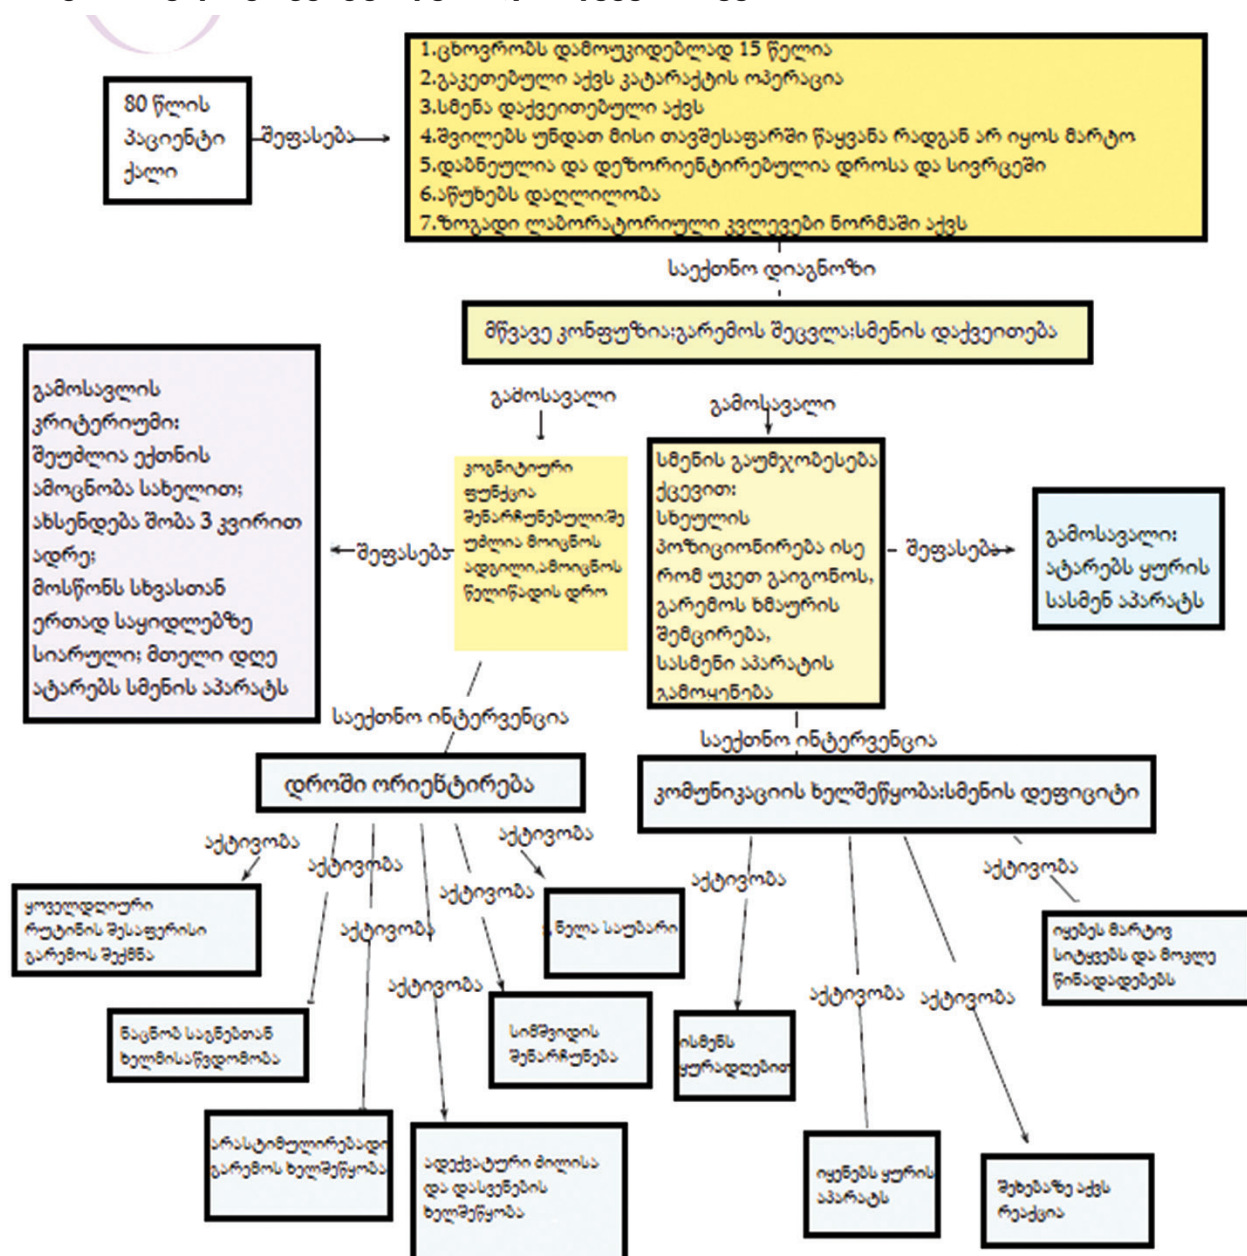 80 წლის
პაციენტი
ქალი
შეფასება
1.ცხოვრობს დამოუკიდებლად 15 წელია
2.გაკეთებული აქვს კატარაქტის ოპერაცია
3.სმენა დაქვეითებული აქვს
4.შვილებს უნდათ მისი თავშესაფარში წაყვანა რადგან არ იყოს მარტო
5.დაბნეულია და დეზორიენტირებულია დროსა და სივრცეში
6.აწუხებს დაღლილობა
7.ზოგადი ლაბორატორიული კვლევები ნორმაში აქვს
საექთნო დიაგნოზი
მწვავე კონფუზია;გარემოს შეცვლა;სმენის დაქვეითება
გამოსავალი
გამოსავალი
გამოსავლის
კრიტერიუმი:
შეუძლია ექთნის
ამოცნობა სახელით;
ახსენდება შობა 3 კვირით
ადრე;
მოსწონს სხვასთან
ერთად საყიდლებზე
სიარული; მთელი დღე
ატარებს სმენის აპარატს
შეფასება
კოგნიტიური
ფუნქცია
შენარჩუნებული;შე
უძლია მოიცნოს
ადგილი,ამოიცნოს
წელიწადის დრო
სმენის გაუმჯობესება
ქცევით:
სხეულის
პოზიციონირება ისე
რომ უკეთ გაიგონოს,
გარემოს ხმაურის
შემცირება,
სასმენი აპარატის
გამოყენება
შეფასება
გამოსავალი:
ატარებს ყურის
სასმენ აპარატს
საექთნო ინტერვენცია
საექთნო ინტერვენცია
დროში ორიენტირება
კომუნიკაციის ხელშეწყობა:სმენის დეფიციტი
აქტივობა
აქტივობა
აქტივობა
აქტივობა
აქტივობა
აქტივობა
აქტივობა
აქტივობა
აქტივობა
აქტივობა
ყოველდღიური
რუტინის შესაფერისი
გარემოს შექმნა
ნელა საუბარი
იყებეს მარტივ
სიტყვებს და მოკლე
წინადადებებს
ნაცნობ საგნებთან
ხელმისაწვდომობა
სიმშვიდის
შენარჩუნება
ისმენს
ყურადღებით
არასტიმულირებადი
გარემოს ხელშეწყობა
ადექვატური ძილისა
და დასვენების
ხელშეწყობა
იყენებს ყურის
აპარატს
შეხებაზე აქვს
რეაქცია